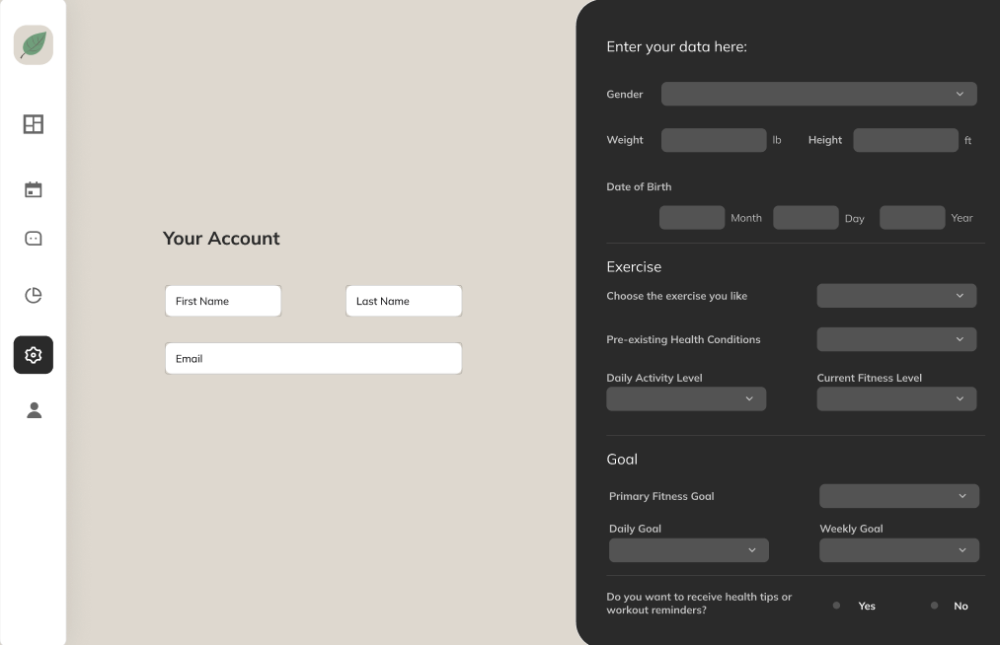 Your Account
First Name
Last Name
Email
Enter your data here:
Gender
Weight lb Height ft
Date of Birth
Month Day Year
Exercise
Choose the exercise you like
Pre-existing Health Conditions
Daily Activity Level Current Fitness Level
Goal
Primary Fitness Goal
Daily Goal Weekly Goal
Do you want to receive health tips or
workout reminders?
Yes No